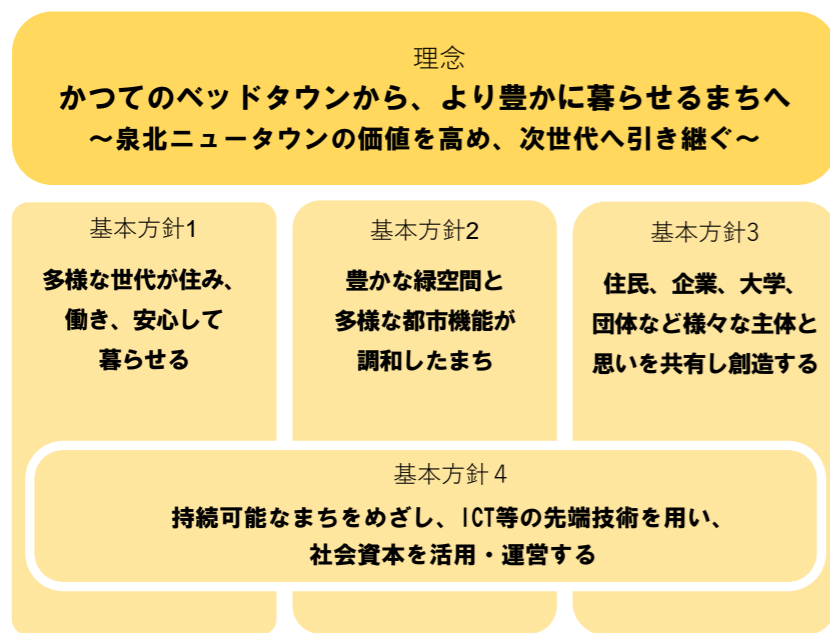 理念
かつてのベッドタウンから、より豊かに暮らせるまちへ
～泉北ニュータウンの価値を高め、次世代へ引き継ぐ～
基本方針1
多様な世代が住み、
働き、安心して
暮らせる
基本方針2
豊かな緑空間と
多様な都市機能が
調和したまち
基本方針3
住民、企業、大学、
団体など様々な主体と
思いを共有し創造する
基本方針４
持続可能なまちをめざし、ICT等の先端技術を用い、
社会資本を活用・運営する